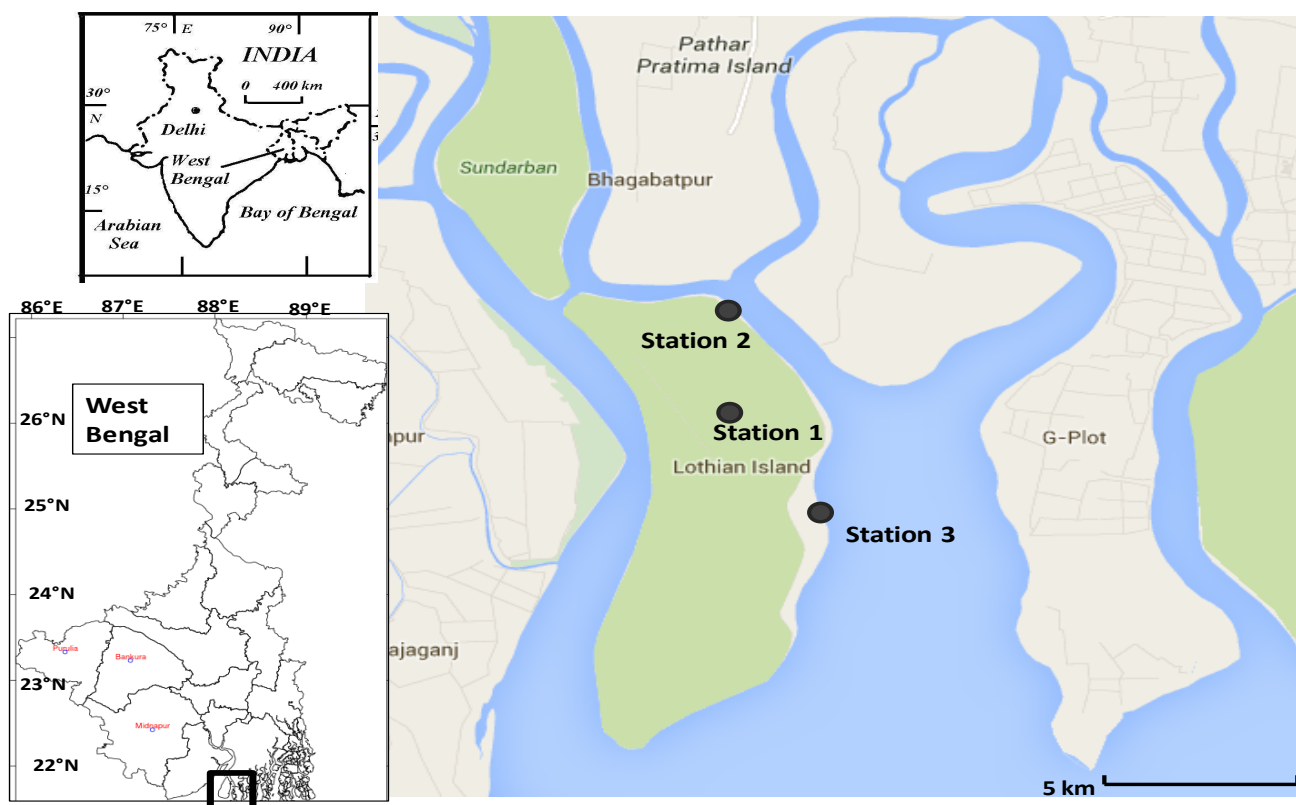 75° E 90°
INDIA
0 400 km
30°
N
Delhi
West
Bengal
15°
Bay of Bengal
Arabian
Sea
86°E 87°E 88°E 89°E
West
Bengal
26°N
25°N
24°N
23°N
22°N
Purulia
Bankura
Midnapur
Pathar
Pratima Island
Sundarban
Bhagabatpur
Station 2
Station 1
Lothian Island
G-Plot
Station 3
npur
ajaganj
5 km